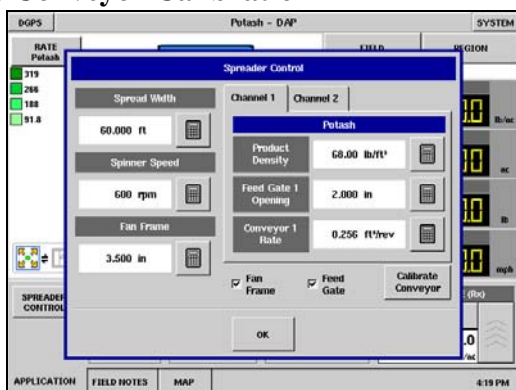 Conveyor Calibration
DGPS
Potash - DAP
SYSTEM
RATE
Potash
FIELD
REGION
319
266
188
91.8
Spreader Control
Spread Width
60.000 ft
Spinner Speed
600 rpm
Fan Frame
3.500 in
Channel 1
Channel 2
Potash
Product
Density
68.00 lb/ft³
Feed Gate 1
Opening
2.000 in
Conveyor 1
Rate
0.256 ft³/rev
Fan
Frame
Feed
Gate
Calibrate
Conveyor
OK
lb/ac
ac
lb
mph
SPREADER
CONTROL
(Rx)
.0
/ac
APPLICATION
FIELD NOTES
MAP
4:19 PM